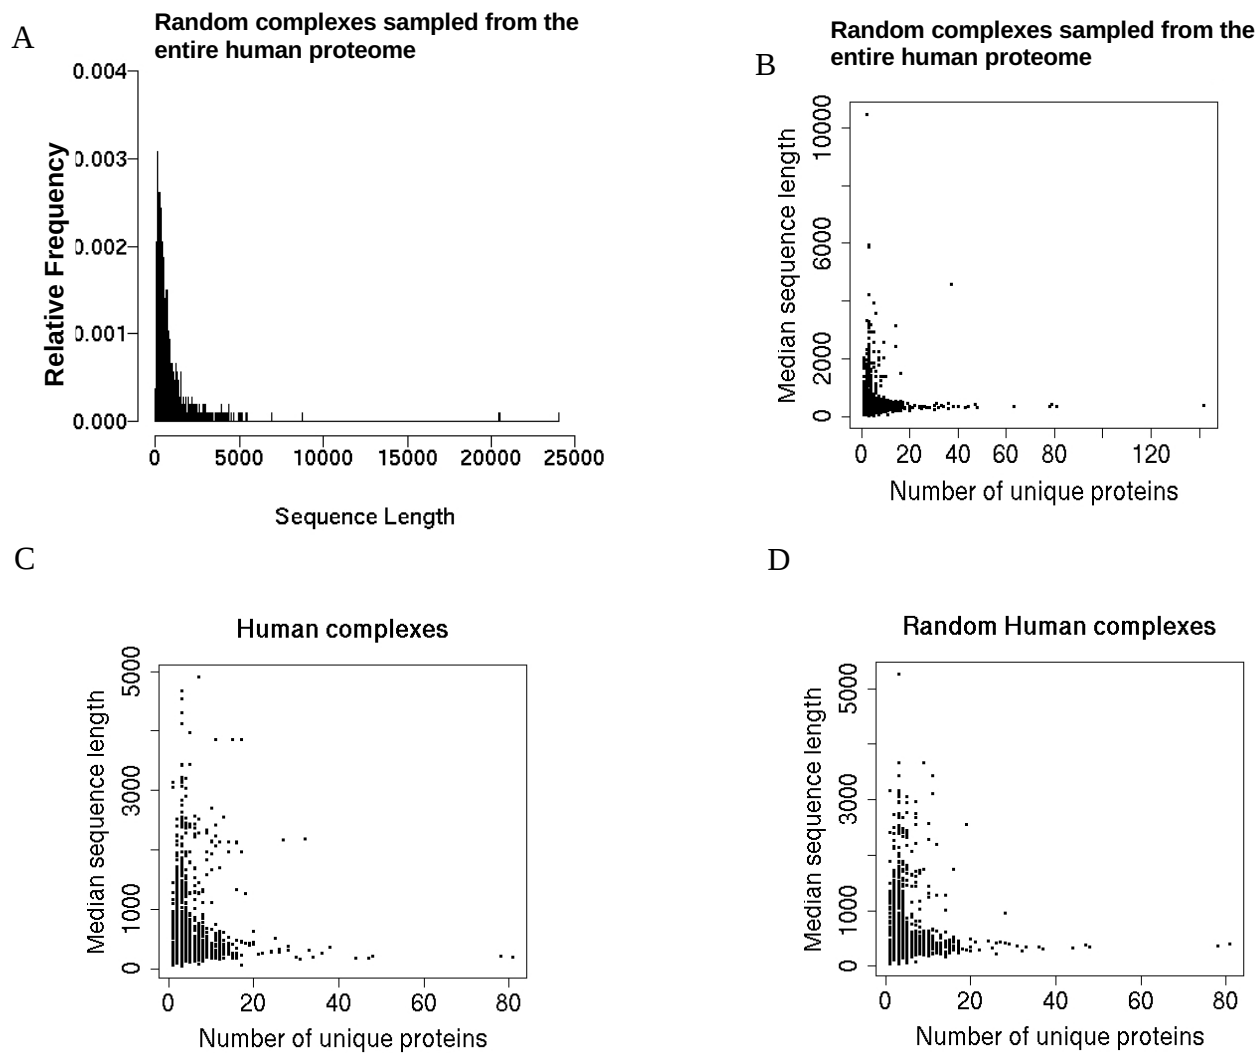 A
Random complexes sampled from the
entire human proteome
0.004
0.003
0.002
0.001
0.000
Relative Frequency
0
5000
10000
15000
20000
25000
Sequence Length
B
Random complexes sampled from the
entire human proteome
10000
6000
2000
0
Median sequence length
0
20
40
60
80
120
Number of unique proteins
C
Human complexes
5000
3000
1000
0
Median sequence length
0
20
40
60
80
Number of unique proteins
D
Random Human complexes
5000
3000
1000
0
Median sequence length
0
20
40
60
80
Number of unique proteins